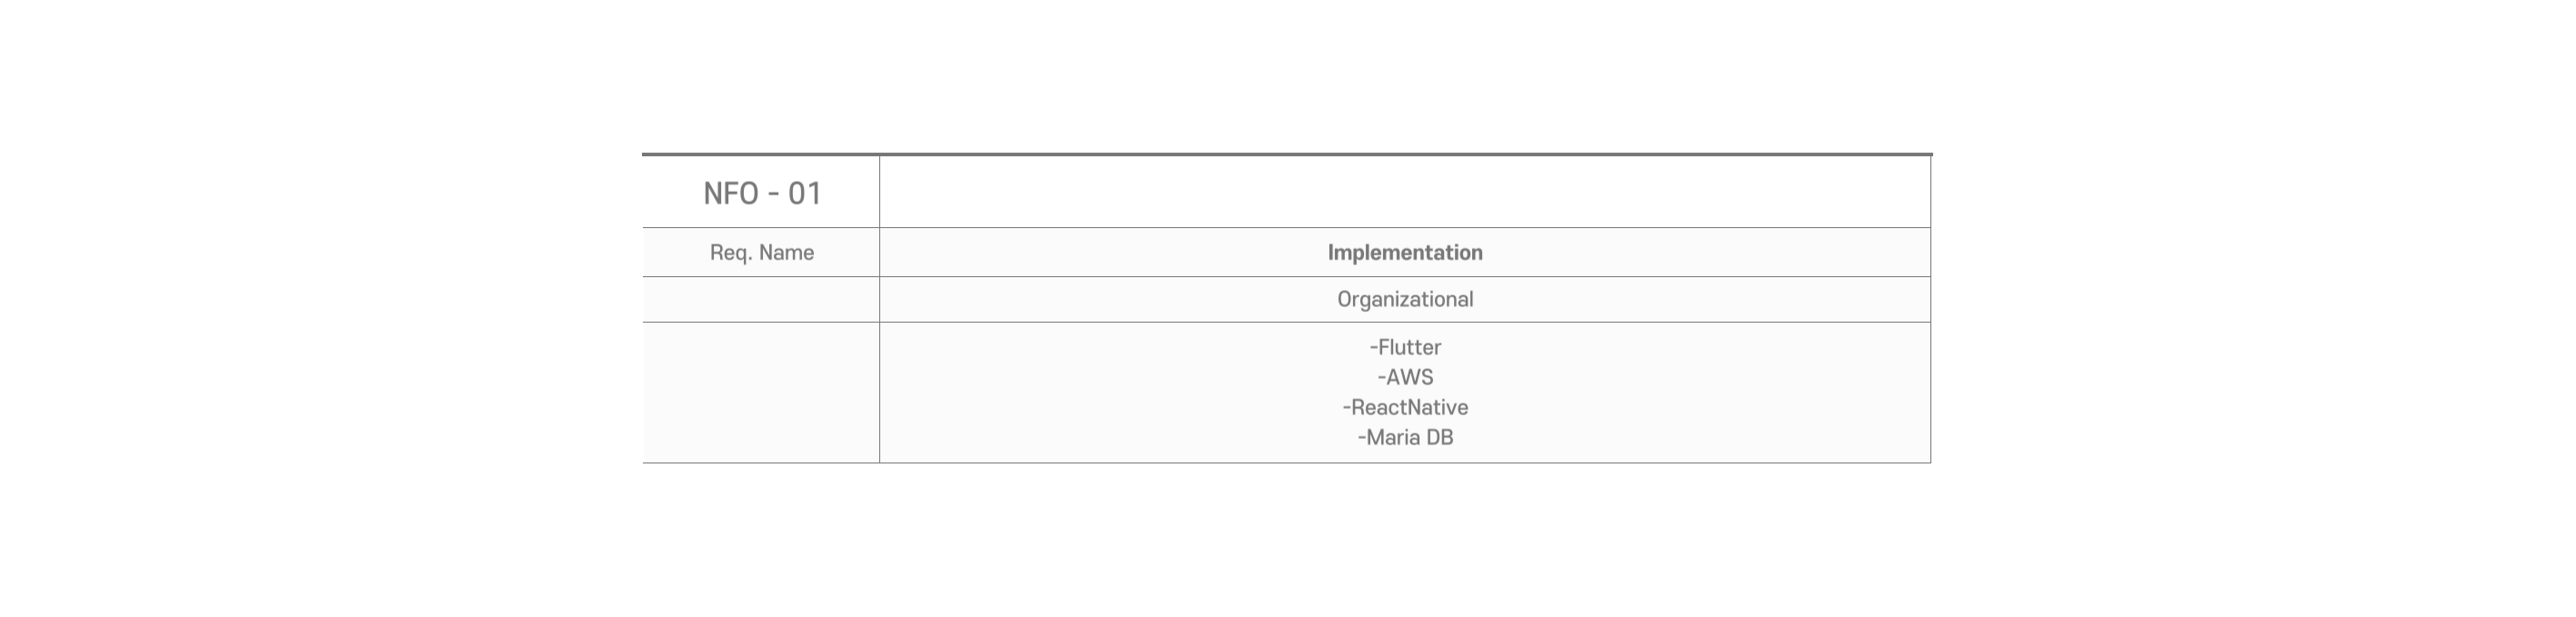 NFO - 01
Req. Name
Implementation
Organizational
-Flutter
-AWS
-ReactNative
-Maria DB